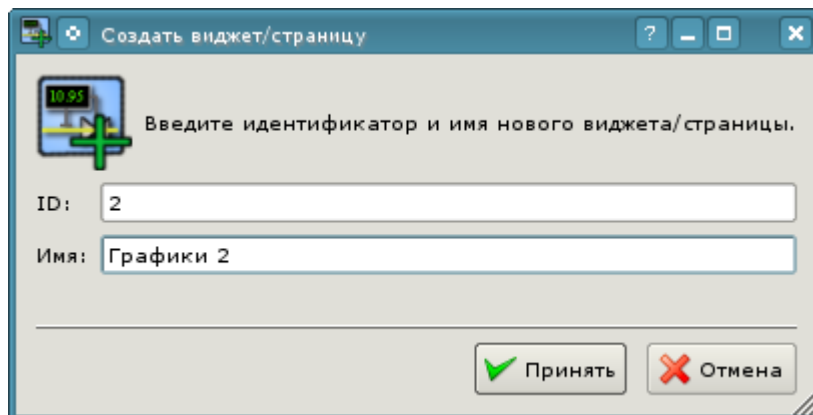 Создать виджет/страницу
?
10.95
Введите идентификатор и имя нового виджета/страницы.
ID: 2
Имя: Графики 2
Принять Отмена